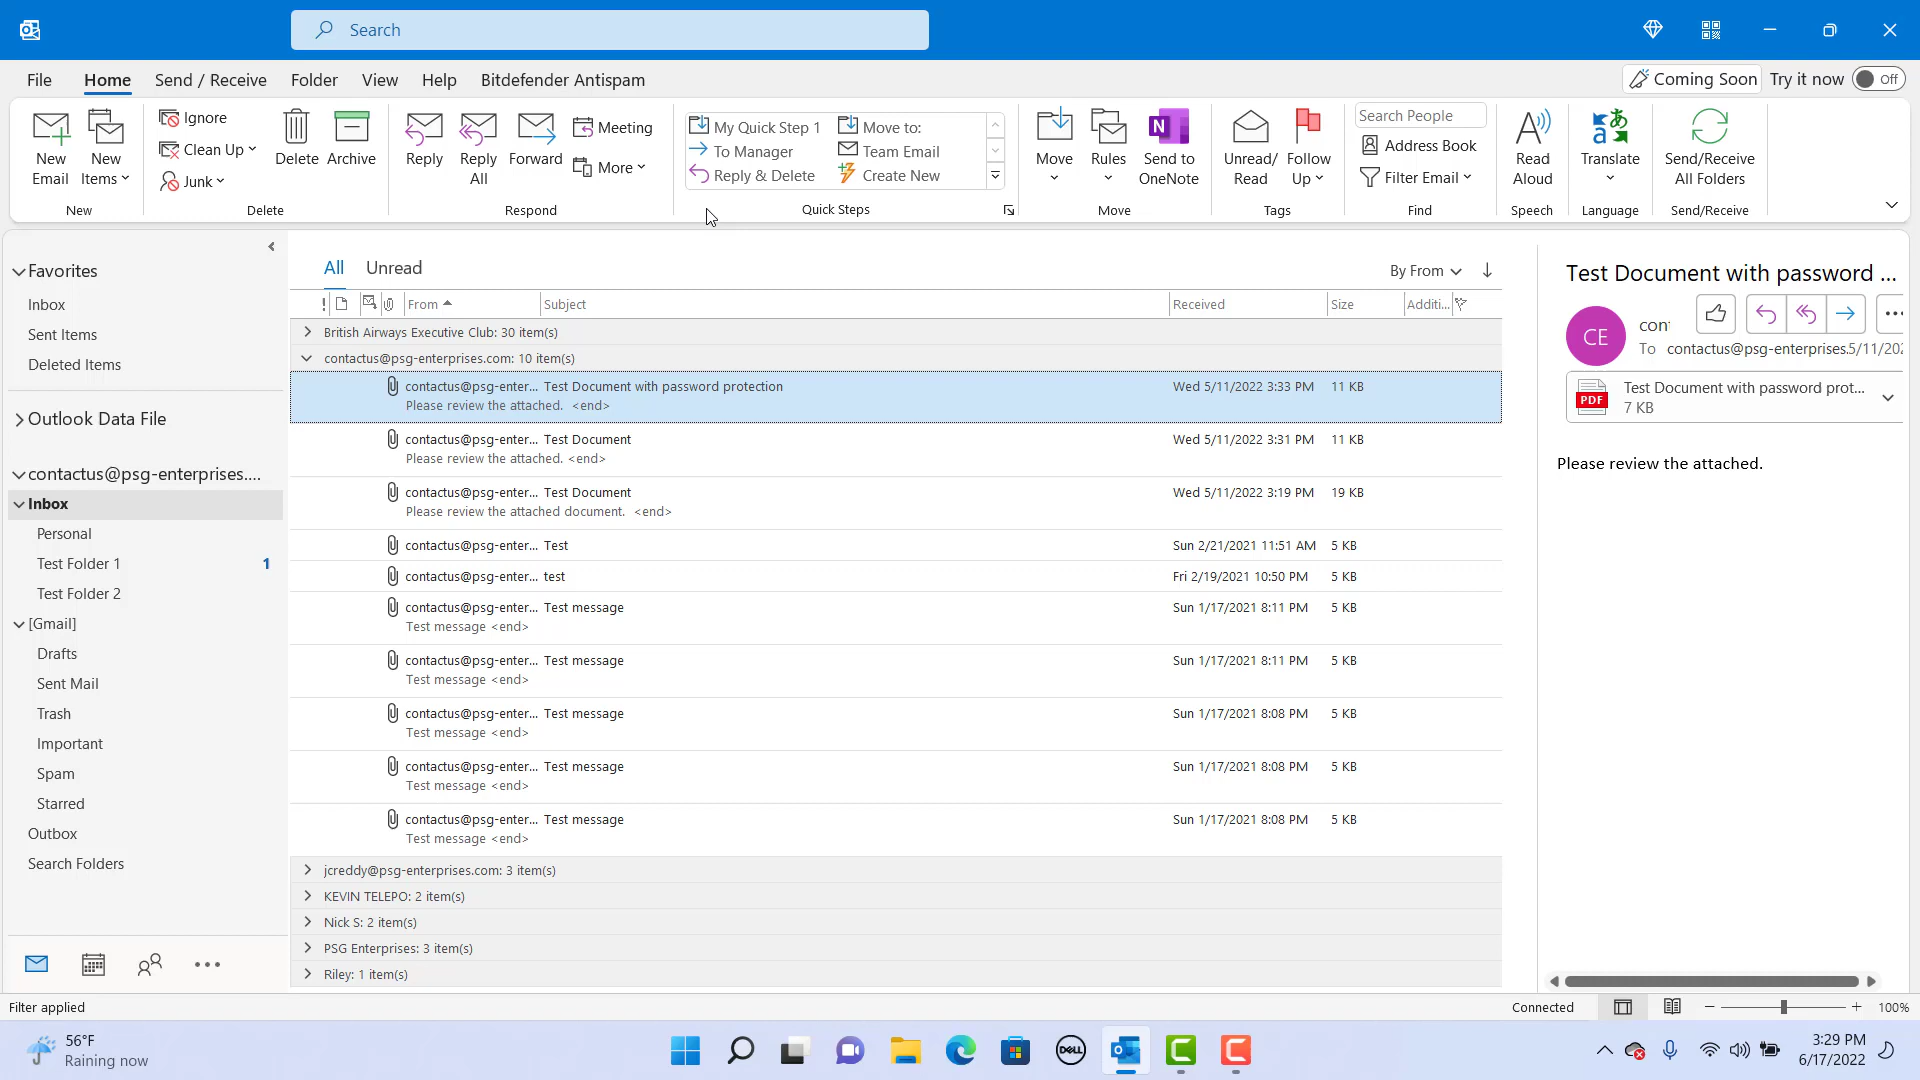 Search
File Home Send / Receive Folder View Help Bitdefender Antispam
Coming Soon Try it now Off
New Email
New Items
New
Ignore
Clean Up
Junk
Delete
Archive
Delete
Reply
Reply All
Forward
Meeting
More
Respond
My Quick Step 1
To Manager
Reply & Delete
Move to:
Team Email
Create New
Quick Steps
Move
Rules
Send to OneNote
Move
Unread/ Read
Follow Up
Tags
Search People
Address Book
Filter Email
Find
Read Aloud
Speech
Translate
Language
Send/Receive All Folders
Send/Receive
Favorites
Inbox
Sent Items
Deleted Items
Outlook Data File
contactus@psg-enterprises....
Inbox
Personal
Test Folder 1 1
Test Folder 2
[Gmail]
Drafts
Sent Mail
Trash
Important
Spam
Starred
Outbox
Search Folders
All Unread
By From
From Subject Received Size Additi...
British Airways Executive Club: 30 item(s)
contactus@psg-enterprises.com: 10 item(s)
contactus@psg-enter... Test Document with password protection Wed 5/11/2022 3:33 PM 11 KB
Please review the attached. <end>
contactus@psg-enter... Test Document Wed 5/11/2022 3:31 PM 11 KB
Please review the attached. <end>
contactus@psg-enter... Test Document Wed 5/11/2022 3:19 PM 19 KB
Please review the attached document. <end>
contactus@psg-enter... Test Sun 2/21/2021 11:51 AM 5 KB
contactus@psg-enter... test Fri 2/19/2021 10:50 PM 5 KB
contactus@psg-enter... Test message Sun 1/17/2021 8:11 PM 5 KB
Test message <end>
contactus@psg-enter... Test message Sun 1/17/2021 8:11 PM 5 KB
Test message <end>
contactus@psg-enter... Test message Sun 1/17/2021 8:08 PM 5 KB
Test message <end>
contactus@psg-enter... Test message Sun 1/17/2021 8:08 PM 5 KB
Test message <end>
contactus@psg-enter... Test message Sun 1/17/2021 8:08 PM 5 KB
Test message <end>
jcreddy@psg-enterprises.com: 3 item(s)
KEVIN TELEPO: 2 item(s)
Nick S: 2 item(s)
PSG Enterprises: 3 item(s)
Riley: 1 item(s)
Test Document with password ...
CE
cont
To contactus@psg-enterprises. 5/11/202
PDF
Test Document with password prot...
7 KB
Please review the attached.
Filter applied
Connected
100%
56°F
Raining now
DELL
3:29 PM
6/17/2022